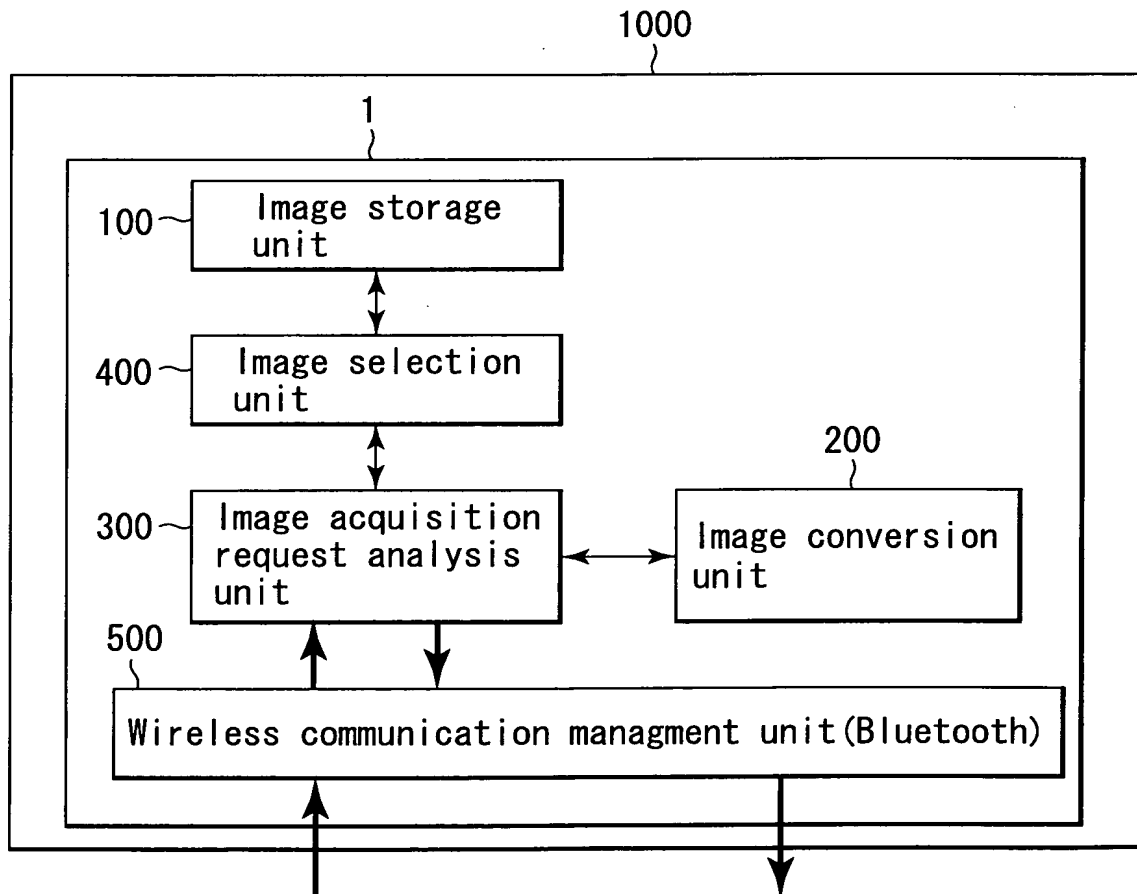 1000
1
100
Image storage
unit
400
Image selection
unit
200
300
Image acquisition
request analysis
unit
Image conversion
unit
500
Wireless communication managment unit(Bluetooth)